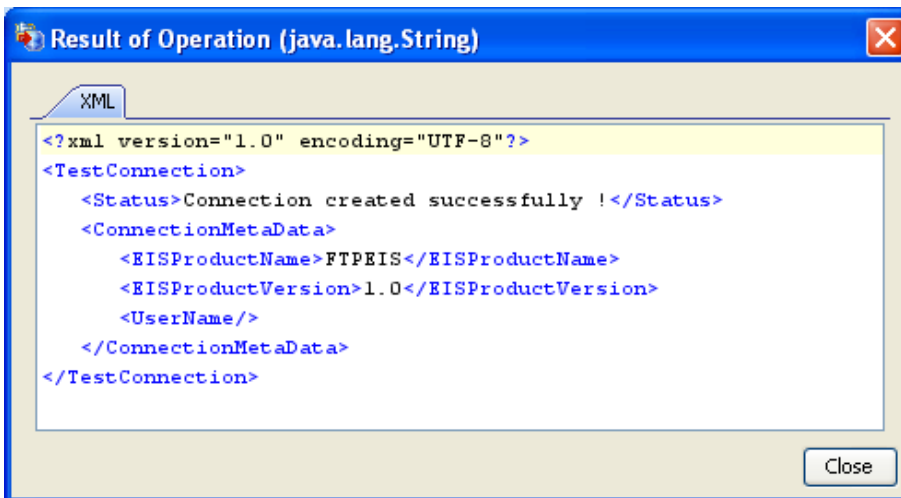 Result of Operation (java.lang.String)
XML
<?xml version="1.0" encoding="UTF-8"?>
<TestConnection>
<Status>Connection created successfully !</Status>
<ConnectionMetaData>
<EISProductName>FTPEIS</EISProductName>
<EISProductVersion>1.0</EISProductVersion>
<UserName/>
</ConnectionMetaData>
</TestConnection>
Close